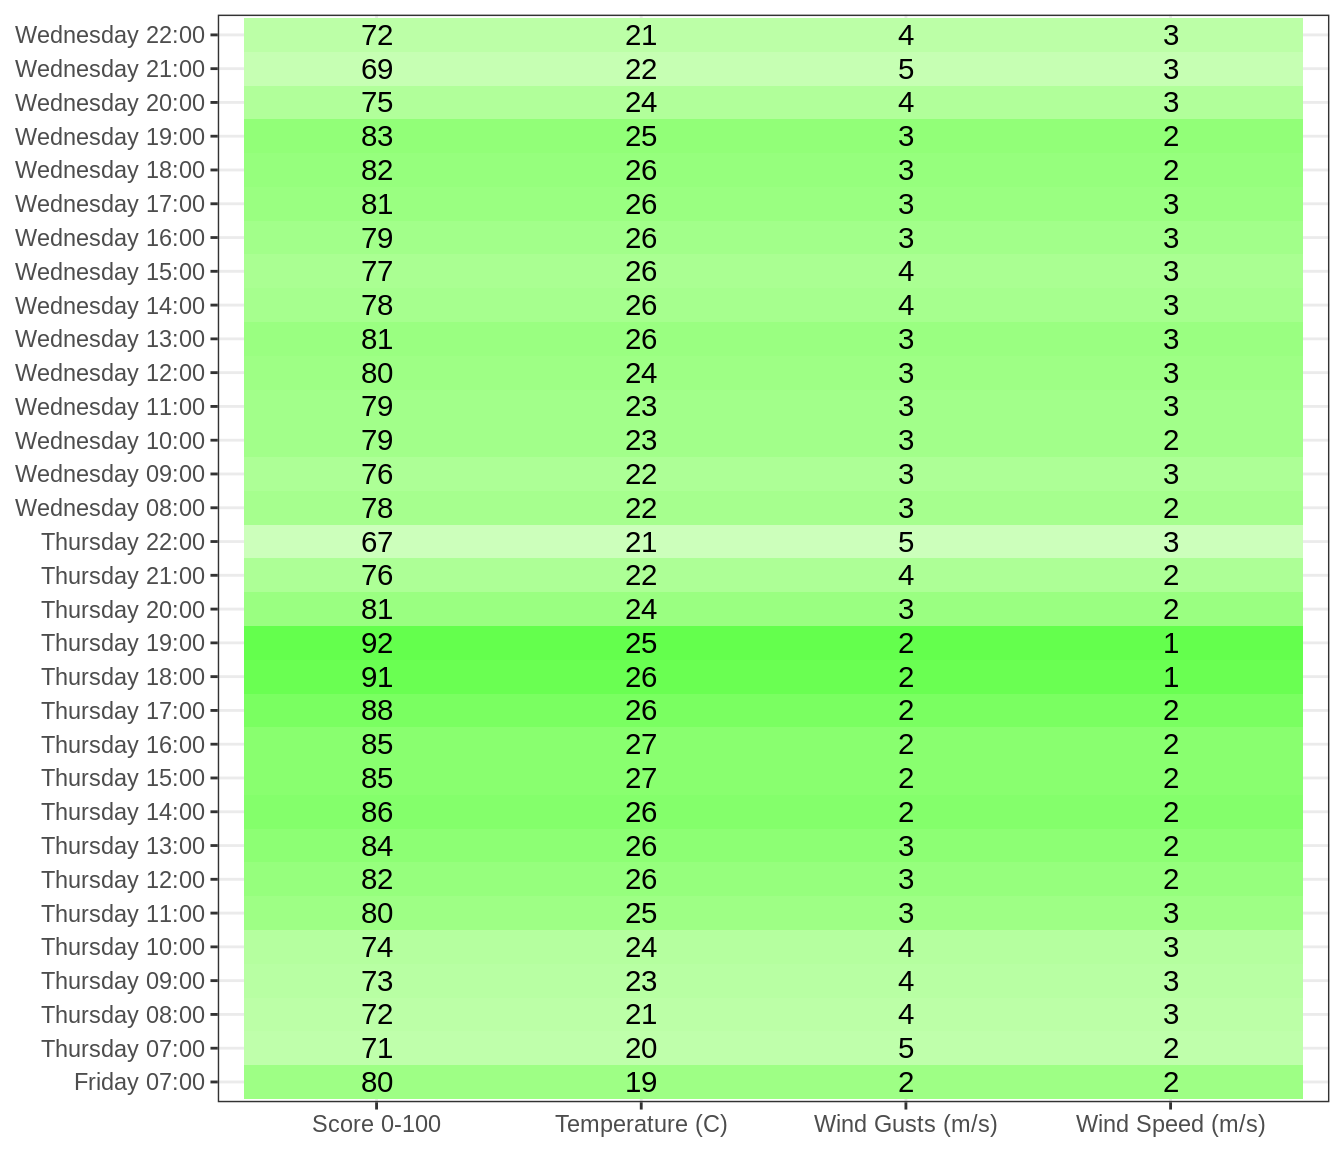 Wednesday 22:00 72 21 4 3
Wednesday 21:00 69 22 5 3
Wednesday 20:00 75 24 4 3
Wednesday 19:00 83 25 3 2
Wednesday 18:00 82 26 3 2
Wednesday 17:00 81 26 3 3
Wednesday 16:00 79 26 3 3
Wednesday 15:00 77 26 4 3
Wednesday 14:00 78 26 4 3
Wednesday 13:00 81 26 3 3
Wednesday 12:00 80 24 3 3
Wednesday 11:00 79 23 3 3
Wednesday 10:00 79 23 3 2
Wednesday 09:00 76 22 3 3
Wednesday 08:00 78 22 3 2
Thursday 22:00 67 21 5 3
Thursday 21:00 76 22 4 2
Thursday 20:00 81 24 3 2
Thursday 19:00 92 25 2 1
Thursday 18:00 91 26 2 1
Thursday 17:00 88 26 2 2
Thursday 16:00 85 27 2 2
Thursday 15:00 85 27 2 2
Thursday 14:00 86 26 2 2
Thursday 13:00 84 26 3 2
Thursday 12:00 82 26 3 2
Thursday 11:00 80 25 3 3
Thursday 10:00 74 24 4 3
Thursday 09:00 73 23 4 3
Thursday 08:00 72 21 4 3
Thursday 07:00 71 20 5 2
Friday 07:00 80 19 2 2
Score 0-100 Temperature (C) Wind Gusts (m/s) Wind Speed (m/s)